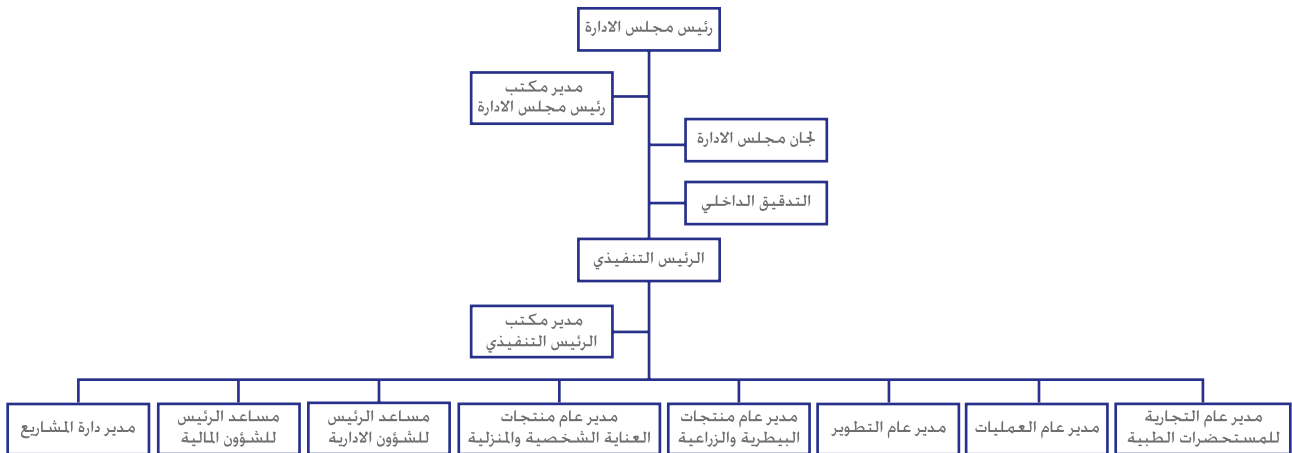 رئيس مجلس الادارة
مدير مكتب
رئيس مجلس الادارة
لجان مجلس الادارة
التدقيق الداخلي
الرئيس التنفيذي
مدير مكتب
الرئيس التنفيذي
مدير عام التجارية
للمستحضرات الطبية
مدير عام العمليات
مدير عام التطوير
مدير عام منتجات
البيطرية والزراعية
مدير عام منتجات
العناية الشخصية والمنزلية
مساعد الرئيس
للشؤون الادارية
مساعد الرئيس
للشؤون المالية
مدير دارة المشاريع